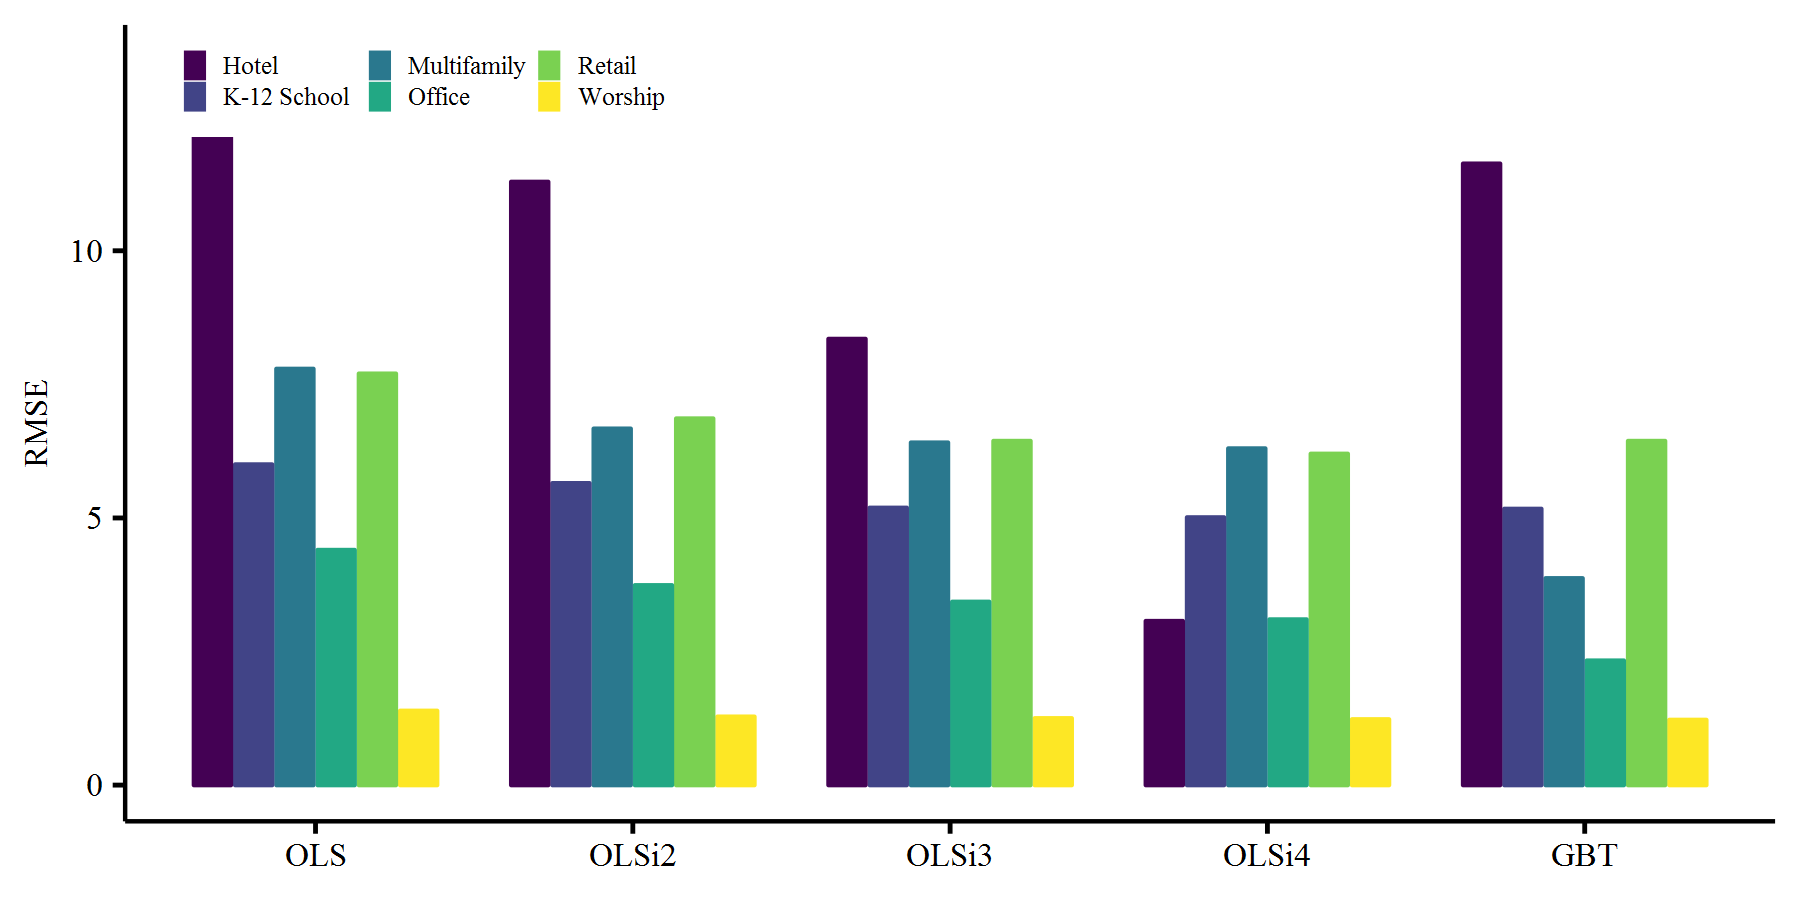 Hotel Multifamily Retail
K-12 School Office Worship
10
5
0
RMSE
OLS OLSi2 OLSi3 OLSi4 GBT